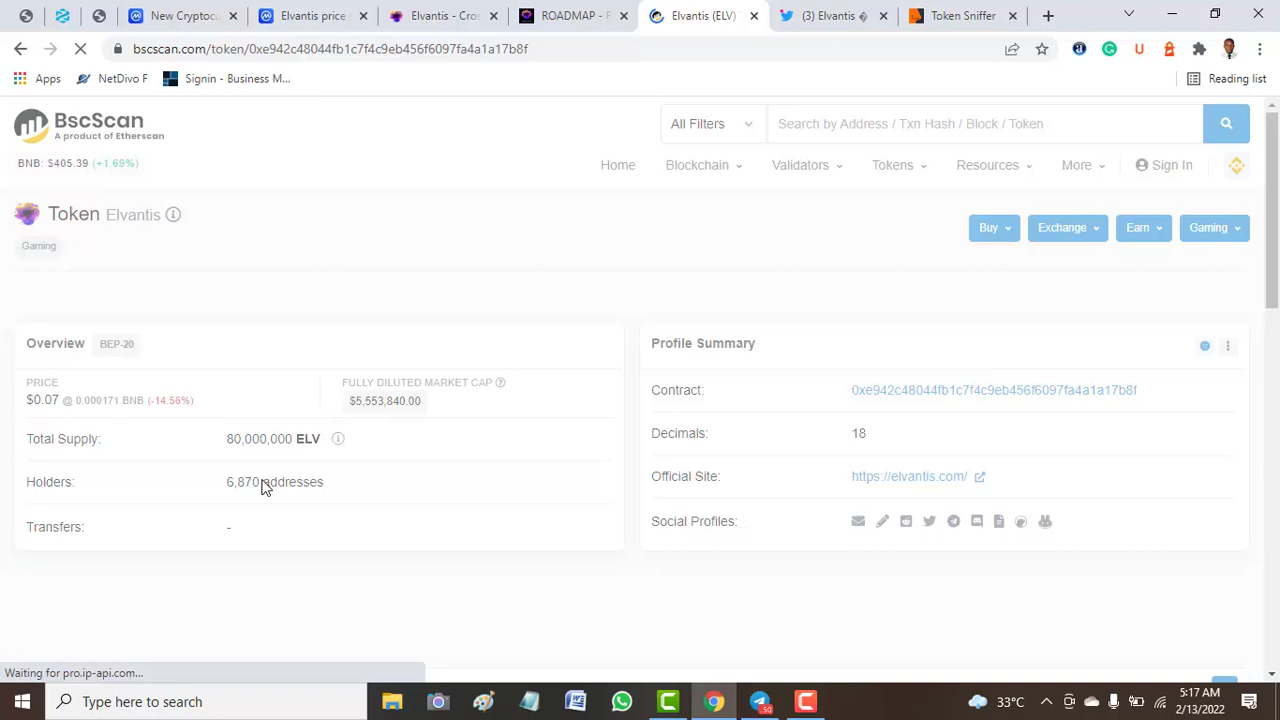 New Cryptoc
Elvantis price
Elvantis - Cros
ROADMAP - E
Elvantis (ELV)
(3) Elvantis
Token Sniffer
bscscan.com/token/0xe942c48044fb1c7f4c9eb456f6097fa4a1a17b8f
Apps NetDivo F Signin - Business M... Reading list
BscScan
A product of Etherscan
All Filters Search by Address / Txn Hash / Block / Token
BNB: $405.39 (+1.69%)
Home Blockchain Validators Tokens Resources More Sign In
Token Elvantis
Buy Exchange Earn Gaming
Gaming
Overview BEP-20
PRICE
$0.07 @ 0.000171 BNB (-14.56%)
FULLY DILUTED MARKET CAP
$5,553,840.00
Total Supply: 80,000,000 ELV
Holders: 6,870 addresses
Transfers: -
Profile Summary
Contract: 0xe942c48044fb1c7f4c9eb456f6097fa4a1a17b8f
Decimals: 18
Official Site: https://elvantis.com/
Social Profiles:
Waiting for pro.ip-api.com...
Type here to search
33°C
5:17 AM
2/13/2022